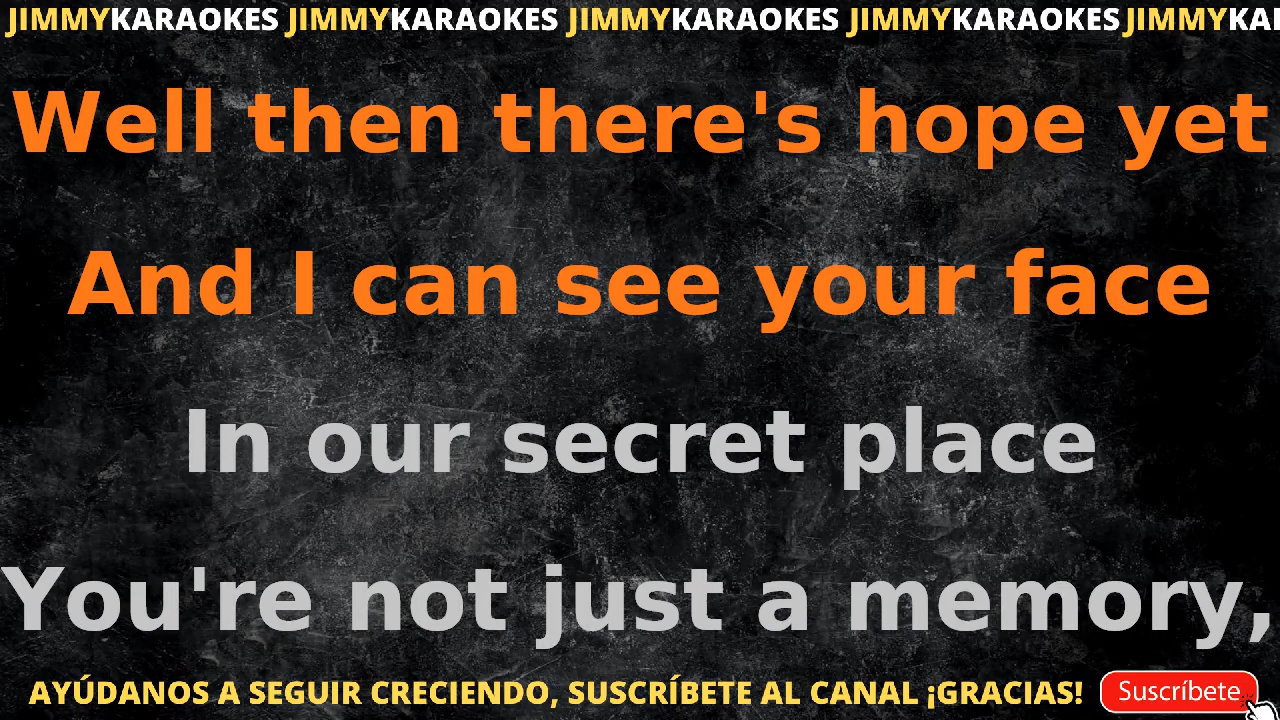 JIMMYKARAOKES JIMMYKARAOKES JIMMYKARAOKES JIMMYKARAOKES JIMMYKA
Well then there's hope yet
And I can see your face
In our secret place
You're not just a memory,
AYÚDANOS A SEGUIR CRECIENDO, SUSCRÍBETE AL CANAL ¡GRACIAS! Suscríbete